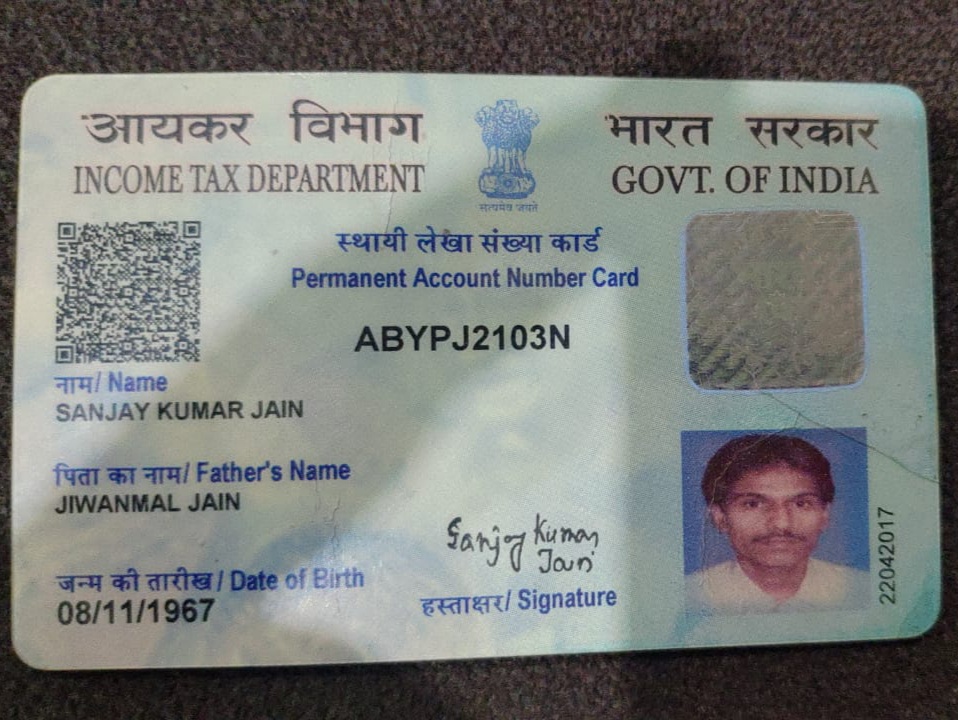 आयकर विभाग
INCOME TAX DEPARTMENT
सत्यमेव जयते
भारत सरकार
GOVT. OF INDIA
स्थायी लेखा संख्या कार्ड
Permanent Account Number Card
ABYPJ2103N
नाम/ Name
SANJAY KUMAR JAIN
पिता का नाम/ Father's Name
JIWANMAL JAIN
जन्म की तारीख / Date of Birth
08/11/1967
Sanjay Kumar
Jain
हस्ताक्षर/ Signature
22042017